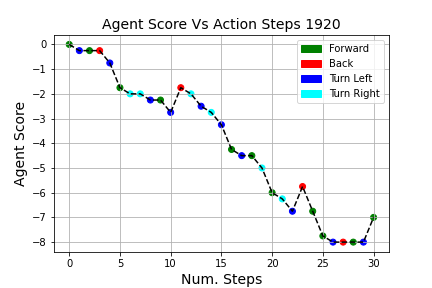 Agent Score Vs Action Steps 1920
Agent Score
0
−1
−2
−3
−4
−5
−6
−7
−8
Forward
Back
Turn Left
Turn Right
0 5 10 15 20 25 30
Num. Steps